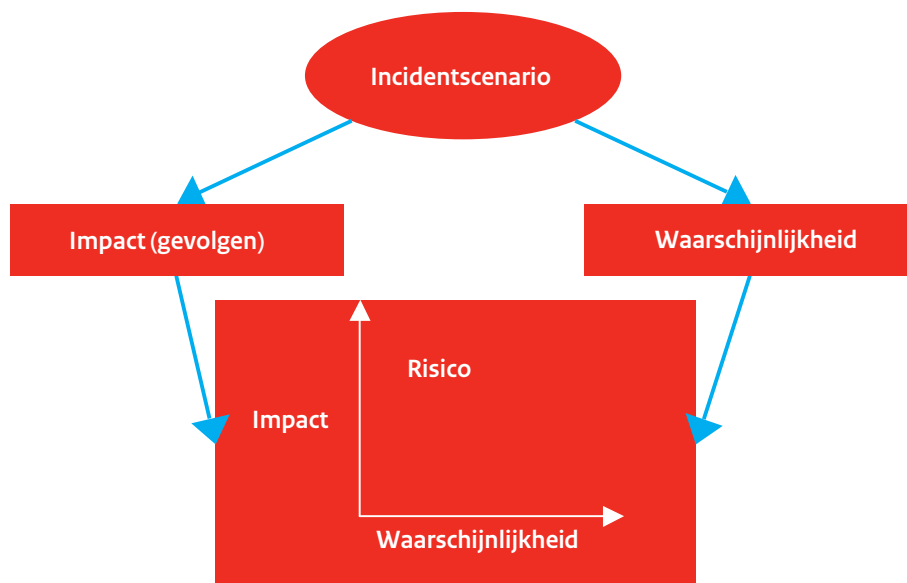 Incidentscenario
Impact (gevolgen)
Waarschijnlijkheid
Risico
Impact
Waarschijnlijkheid